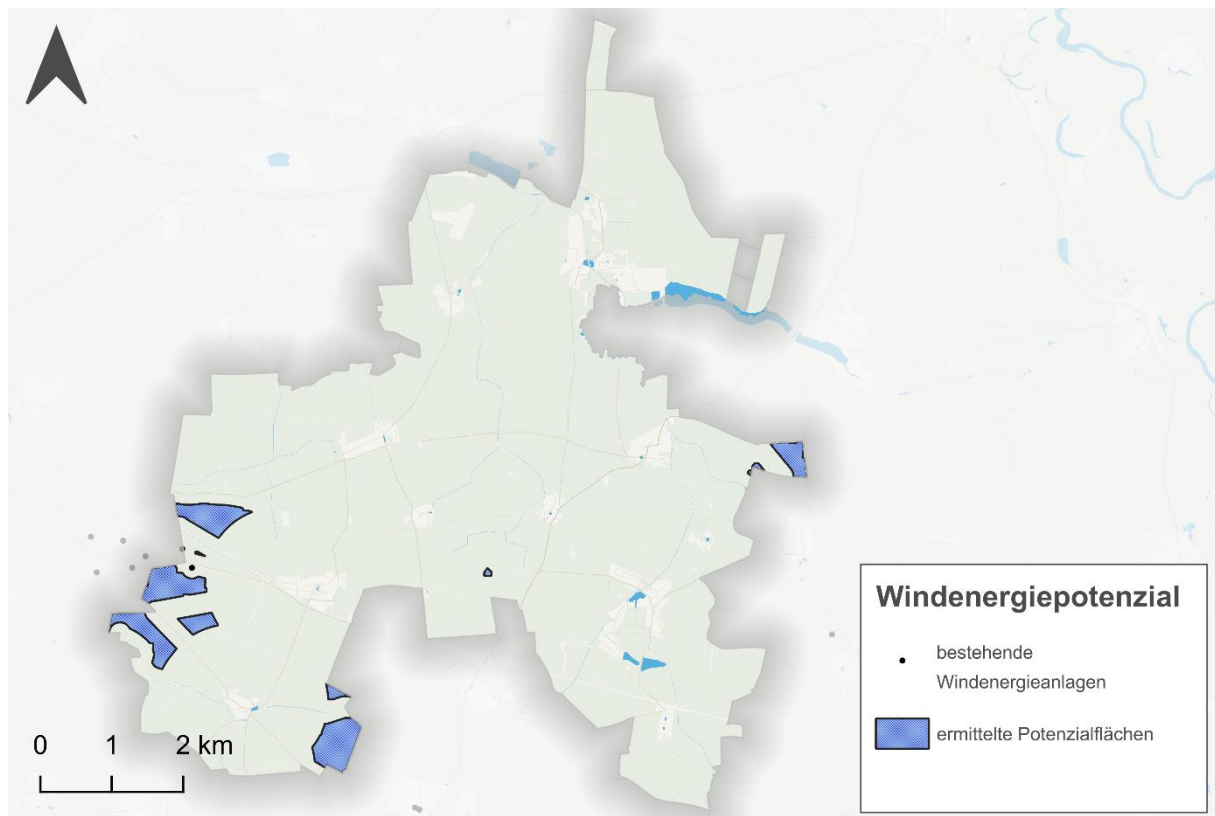 Windenergiepotenzial
bestehende
Windenergieanlagen
ermittelte Potenzialflächen
0 1 2 km